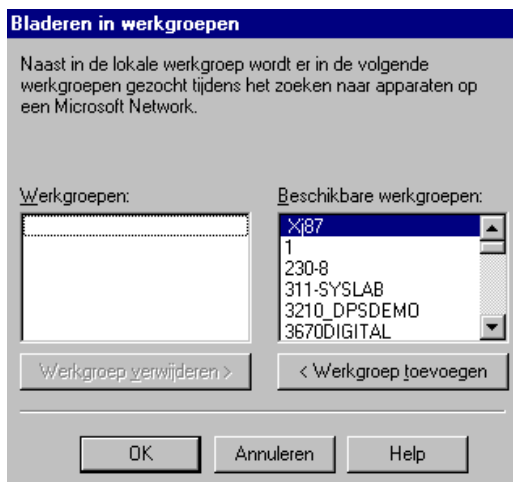 Bladeren in werkgroepen
Naast in de lokale werkgroep wordt er in de volgende
werkgroepen gezocht tijdens het zoeken naar apparaten op
een Microsoft Network.
Werkgroepen:
Beschikbare werkgroepen:
Xj87
1
230-8
311-SYSLAB
3210_DPSDEMO
3670DIGITAL
Werkgroep verwijderen >
< Werkgroep toevoegen
OK
Annuleren
Help